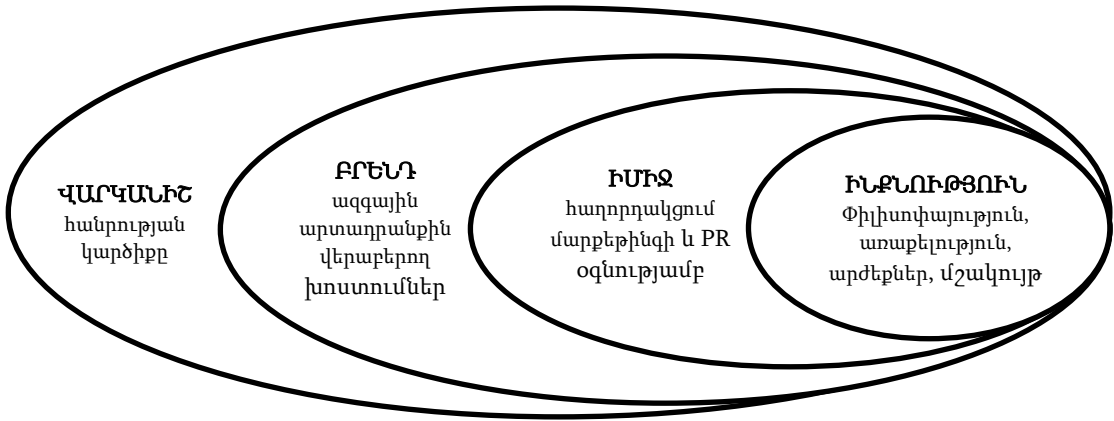 ՎԱՐԿԱՆԻՇ
հանրության
կարծիքը
ԲՐԵՆԴ
ազգային
արտադրանքին
վերաբերող
խոստումներ
ԻՄԻՋ
հաղորդակցում
մարքեթինգի և PR
օգնությամբ
ԻՆՔՆՈՒԹՅՈՒՆ
Փիլիսոփայություն,
առաքելություն,
արժեքներ, մշակույթ